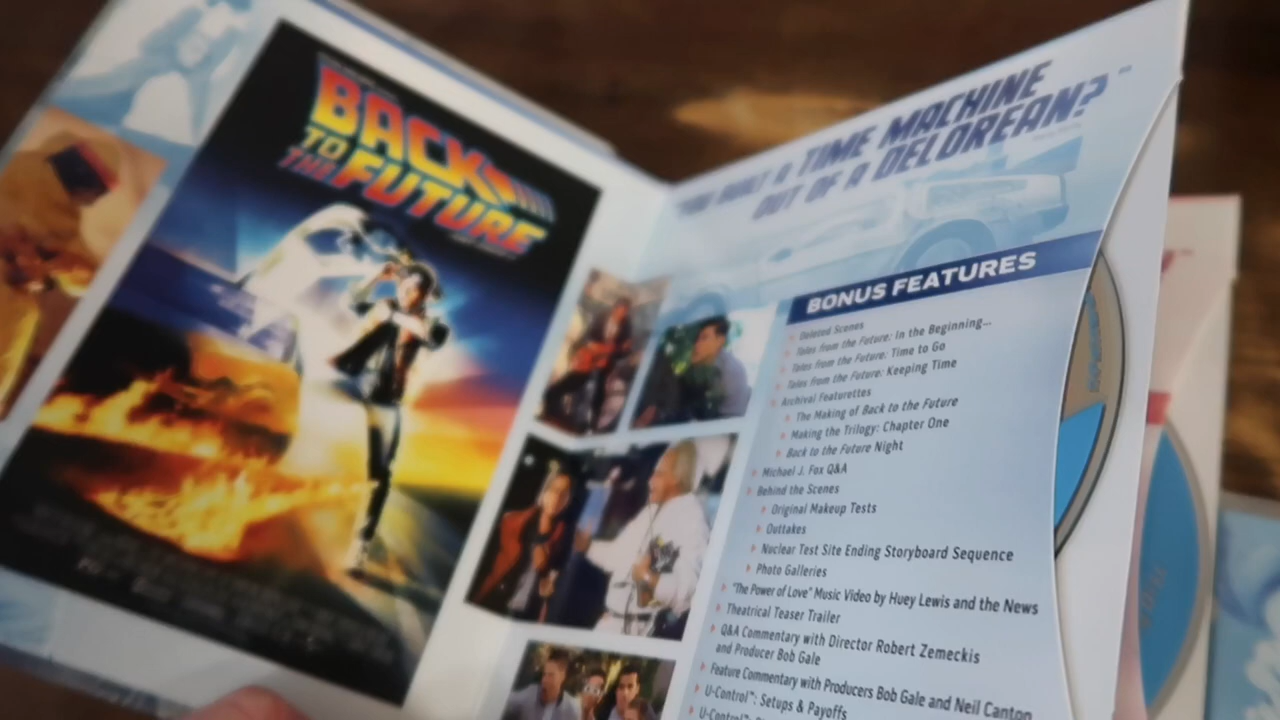 BACK
TO
THE FUTURE
A TIME MACHINE
OUT OF A DELOREAN?™
BONUS FEATURES
Deleted Scenes
Tales from the Future: In the Beginning...
Tales from the Future: Time to Go
Tales from the Future: Keeping Time
Archival Featurettes
The Making of Back to the Future
Making the Trilogy: Chapter One
Back to the Future Night
Michael J. Fox Q&A
Behind the Scenes
Original Makeup Tests
Outtakes
Nuclear Test Site Ending Storyboard Sequence
Photo Galleries
"The Power of Love" Music Video by Huey Lewis and the News
Theatrical Teaser Trailer
Q&A Commentary with Director Robert Zemeckis
and Producer Bob Gale
Feature Commentary with Producers Bob Gale and Neil Canton
U-Control™: Setups & Payoffs
U-Control™: